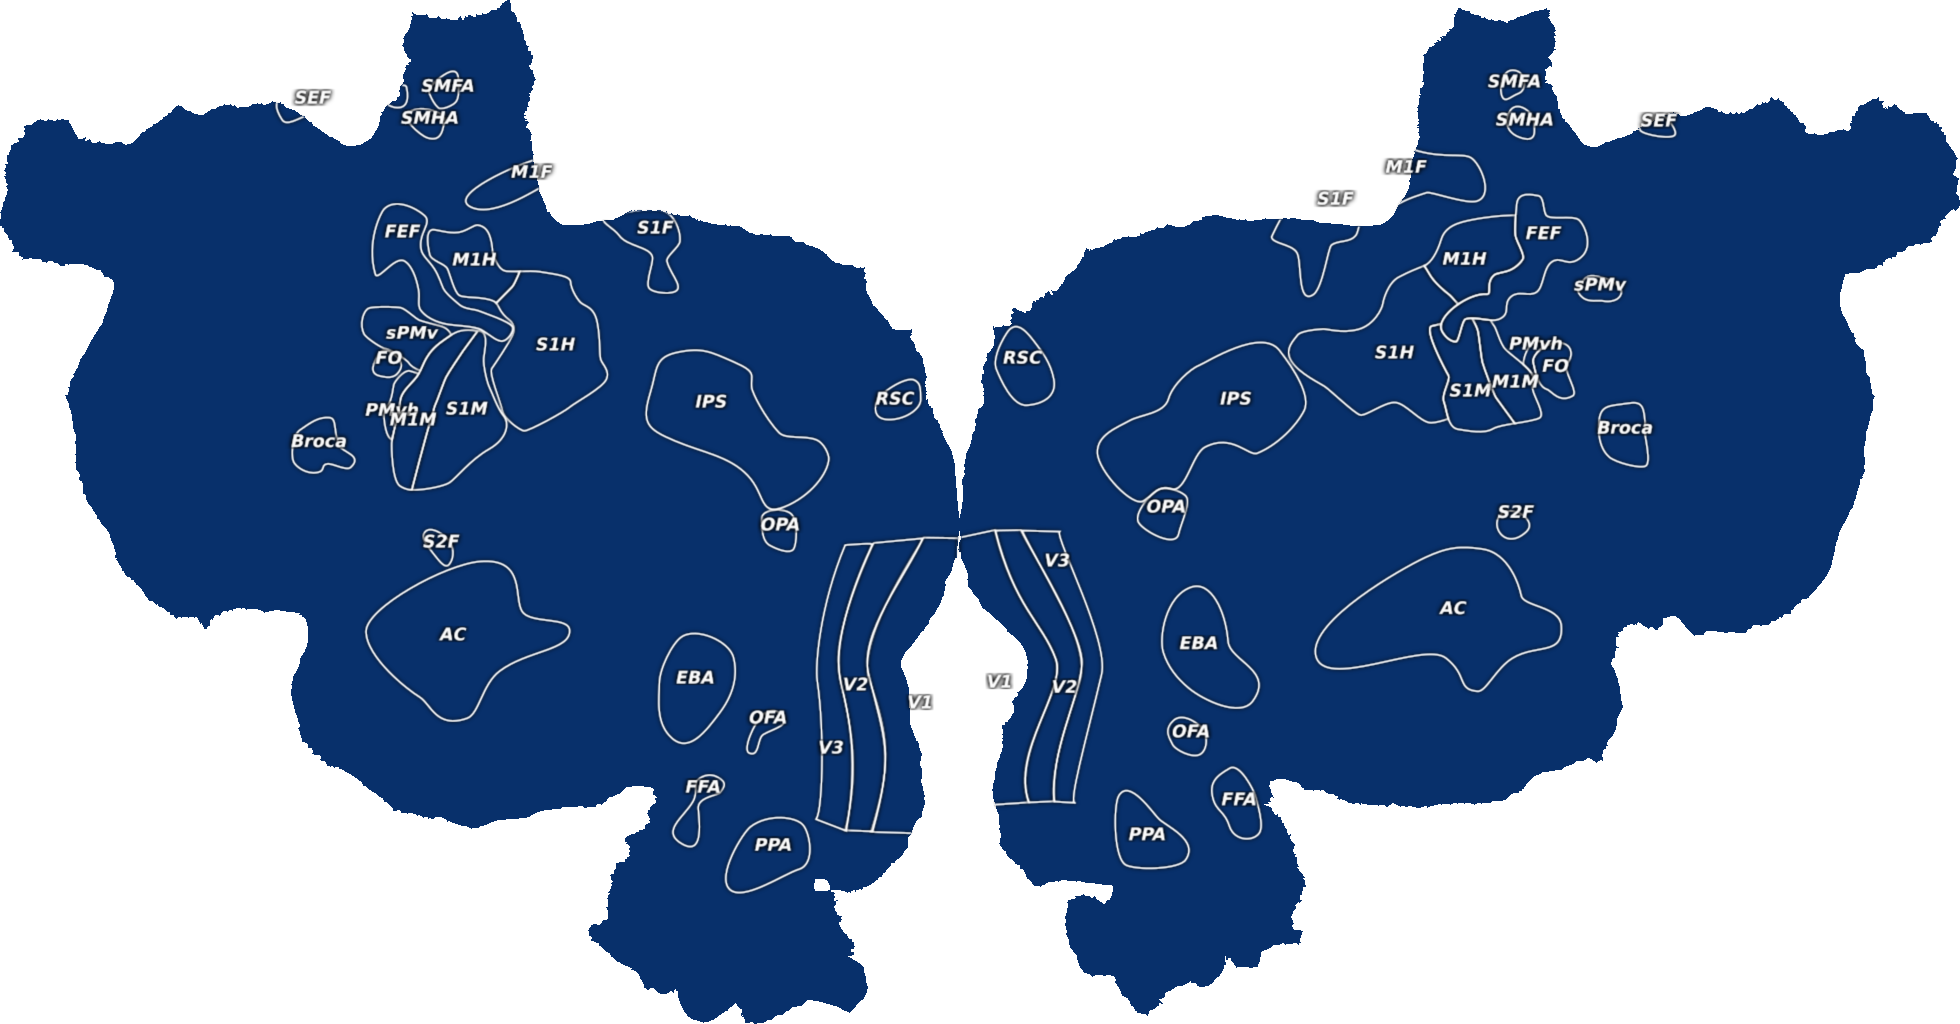 SEF
SMFA
SMHA
M1F
FEF
M1H
S1F
sPMv
FO
S1H
PMvh
M1M
S1M
Broca
IPS
RSC
S2F
OPA
AC
EBA
V2
V1
OFA
V3
FFA
PPA
SMFA
SMHA
SEF
M1F
S1F
FEF
M1H
sPMv
RSC
S1H
PMvh
FO
M1M
S1M
IPS
Broca
OPA
S2F
V3
AC
EBA
V1
V2
OFA
FFA
PPA